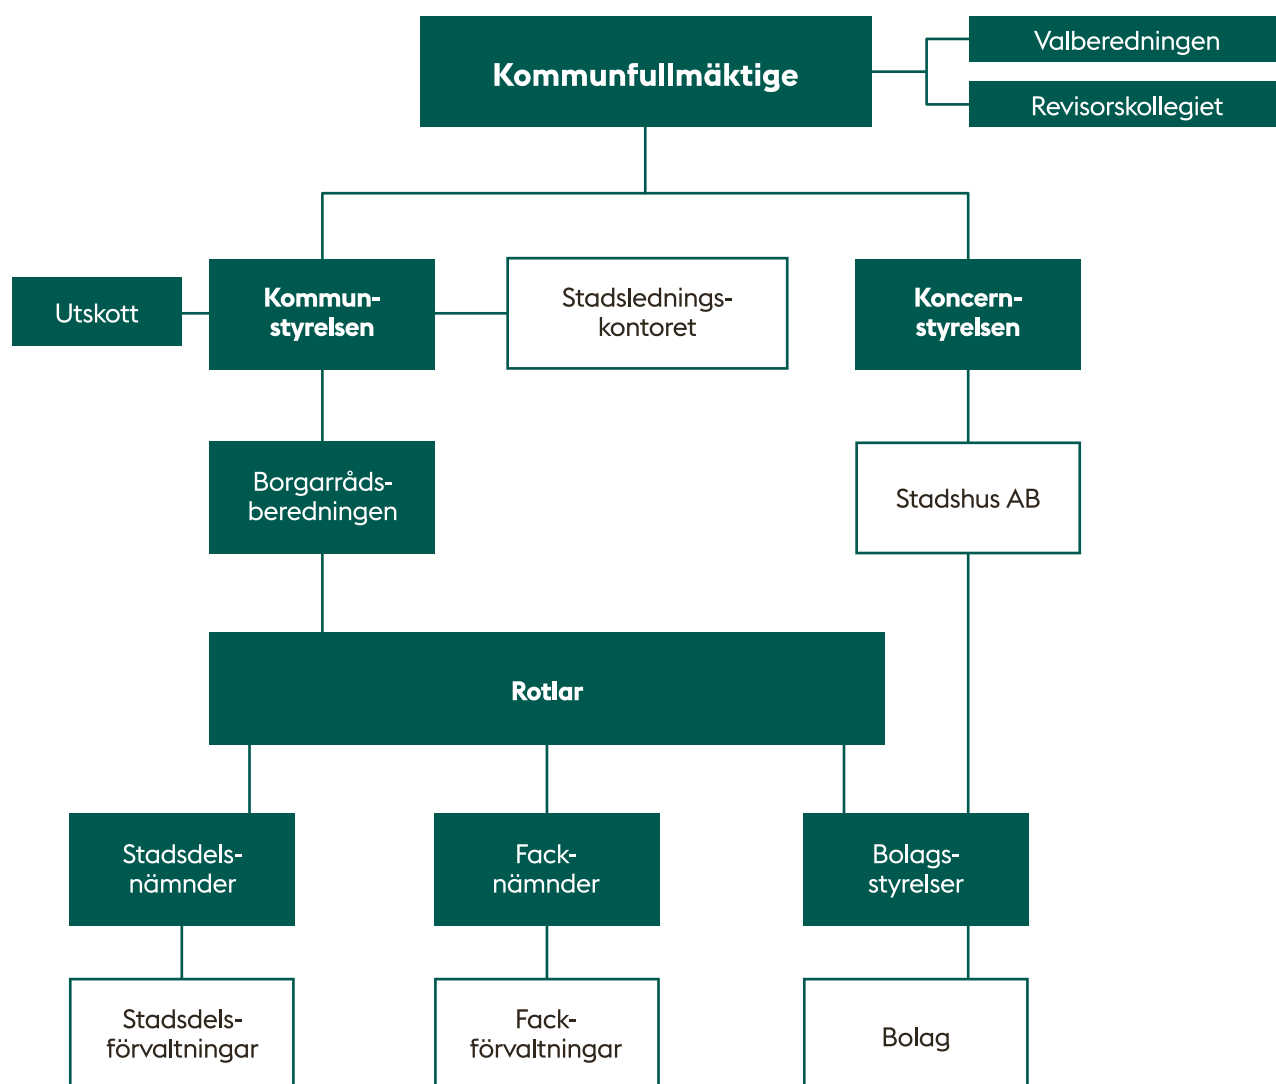 Kommunfullmäktige
Valberedningen
Revisorskollegiet
Utskott
Kommun-
styrelsen
Stadslednings-
kontoret
Koncern-
styrelsen
Borgarråds-
beredningen
Stadshus AB
Rotlar
Stadsdels-
nämnder
Fack-
nämnder
Bolags-
styrelser
Stadsdels-
förvaltningar
Fack-
förvaltningar
Bolag